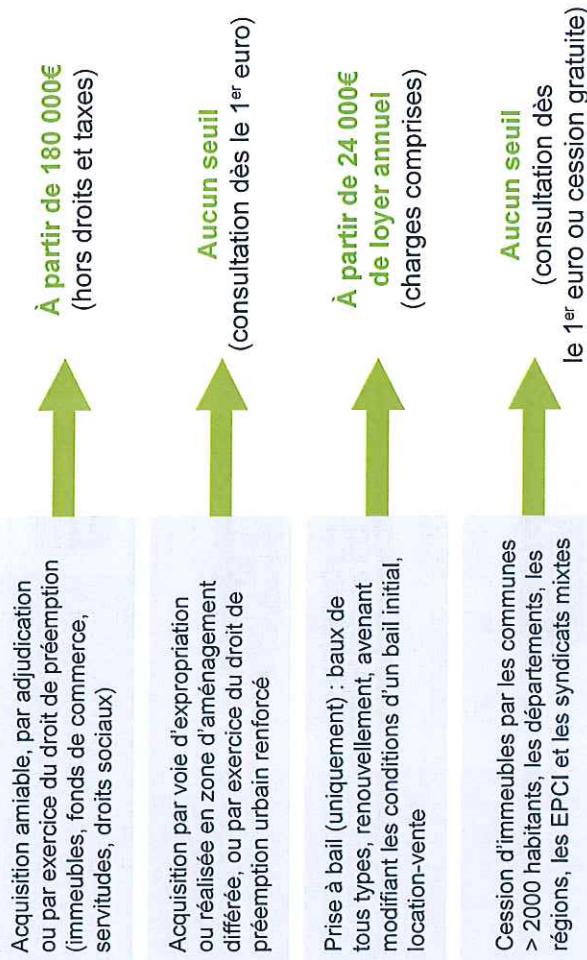 Acquisition amiable, par adjudication
ou par exercice du droit de préemption
(immeubles, fonds de commerce,
servitudes, droits sociaux)
À partir de 180 000€
(hors droits et taxes)
Acquisition par voie d'expropriation
ou réalisée en zone d'aménagement
différée, ou par exercice du droit de
préemption urbain renforcé
Aucun seuil
(consultation dès le 1er euro)
Prise à bail (uniquement) : baux de
tous types, renouvellement, avenant
modifiant les conditions d'un bail initial,
location-vente
À partir de 24 000€
de loyer annuel
(charges comprises)
Cession d'immeubles par les communes
> 2000 habitants, les départements, les
régions, les EPCI et les syndicats mixtes
Aucun seuil
(consultation dès
le 1er euro ou cession gratuite)